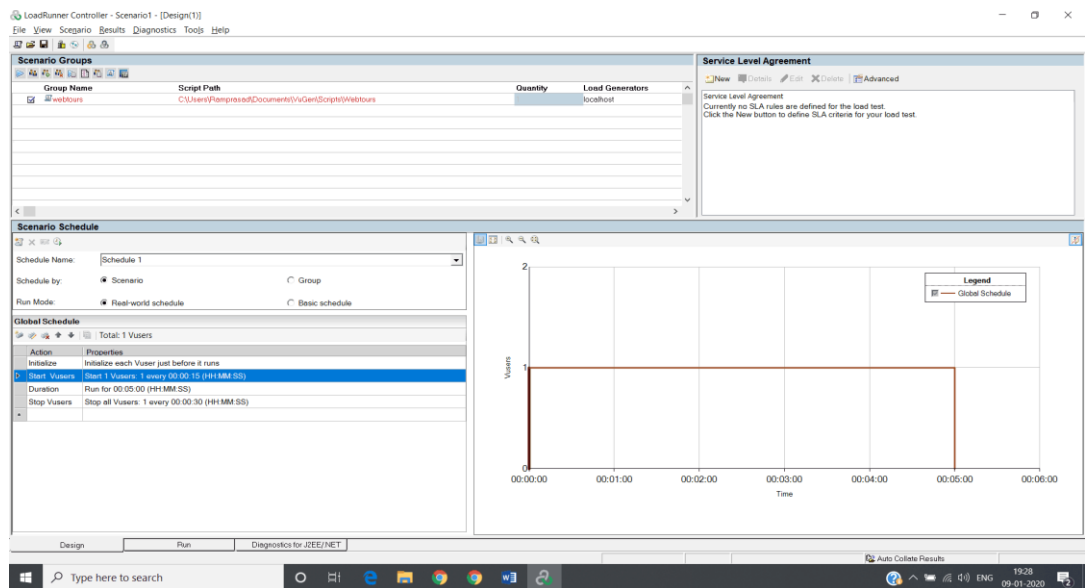 LoadRunner Controller - Scenario1 - [Design(1)]
File View Scenario Results Diagnostics Tools Help
Scenario Groups
Group Name Script Path Quantity Load Generators
webtours C:\Users\Ramprasad\Documents\VuGen\Scripts\Webtours localhost
Service Level Agreement
New Details Edit Delete Advanced
Service Level Agreement
Currently no SLA rules are defined for the load test.
Click the New button to define SLA criteria for your load test.
Scenario Schedule
Schedule Name: Schedule 1
Schedule by: Scenario Group
Run Mode: Real-world schedule Basic schedule
Global Schedule
Total: 1 Vusers
Action Properties
Initialize Initialize each Vuser just before it runs
Start Vusers Start 1 Vusers: 1 every 00:00:15 (HH:MM:SS)
Duration Run for 00:05:00 (HH:MM:SS)
Stop Vusers Stop all Vusers: 1 every 00:00:30 (HH:MM:SS)
Legend
Global Schedule
Vusers
2
1
0
00:00:00 00:01:00 00:02:00 00:03:00 00:04:00 00:05:00 00:06:00
Time
Design Run Diagnostics for J2EE/.NET
Auto Collate Results
Type here to search
ENG
19:28
09-01-2020